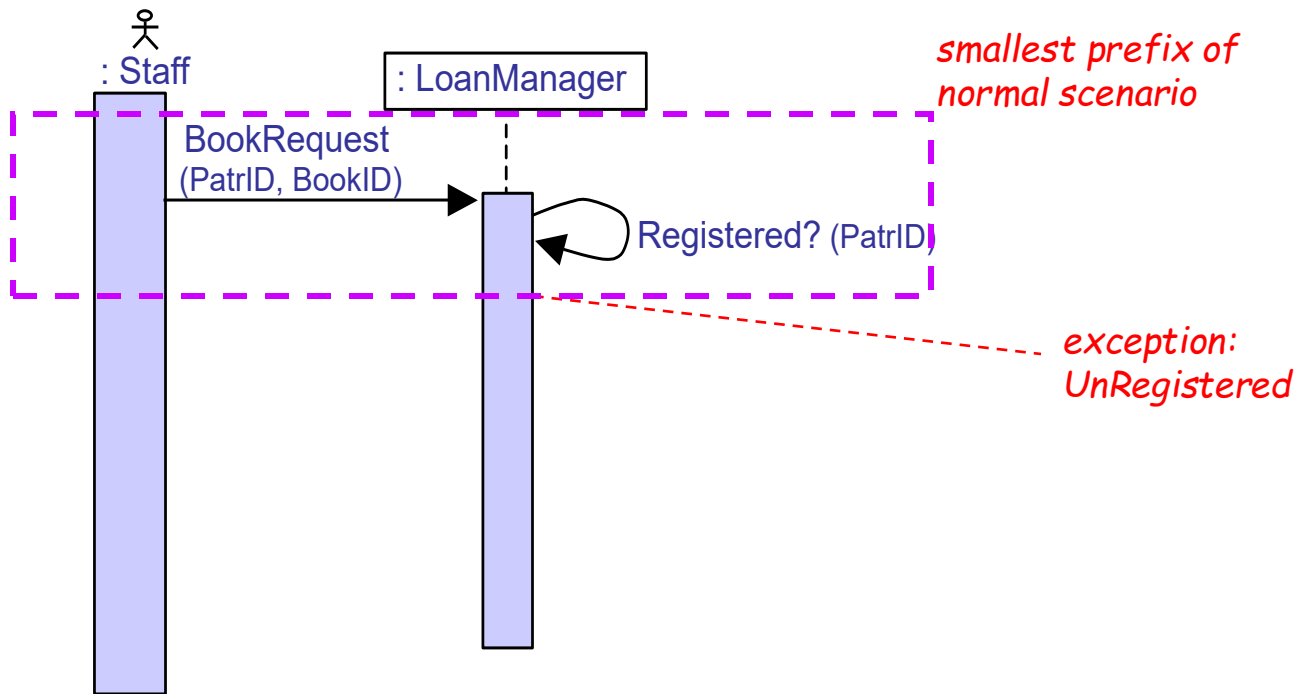 : Staff
: LoanManager
smallest prefix of
normal scenario
BookRequest
(PatrID, BookID)
Registered? (PatrID)
exception:
UnRegistered